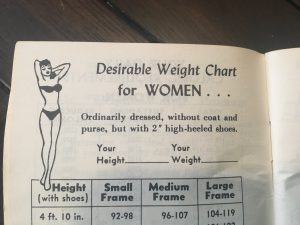 Desirable Weight Chart
for WOMEN . . .
Ordinarily dressed, without coat and
purse, but with 2" high-heeled shoes.
Your Your
Height_____ Weight_____
Height Small Medium Large
(with shoes) Frame Frame Frame
4 ft. 10 in. 92-98 96-107 104-119